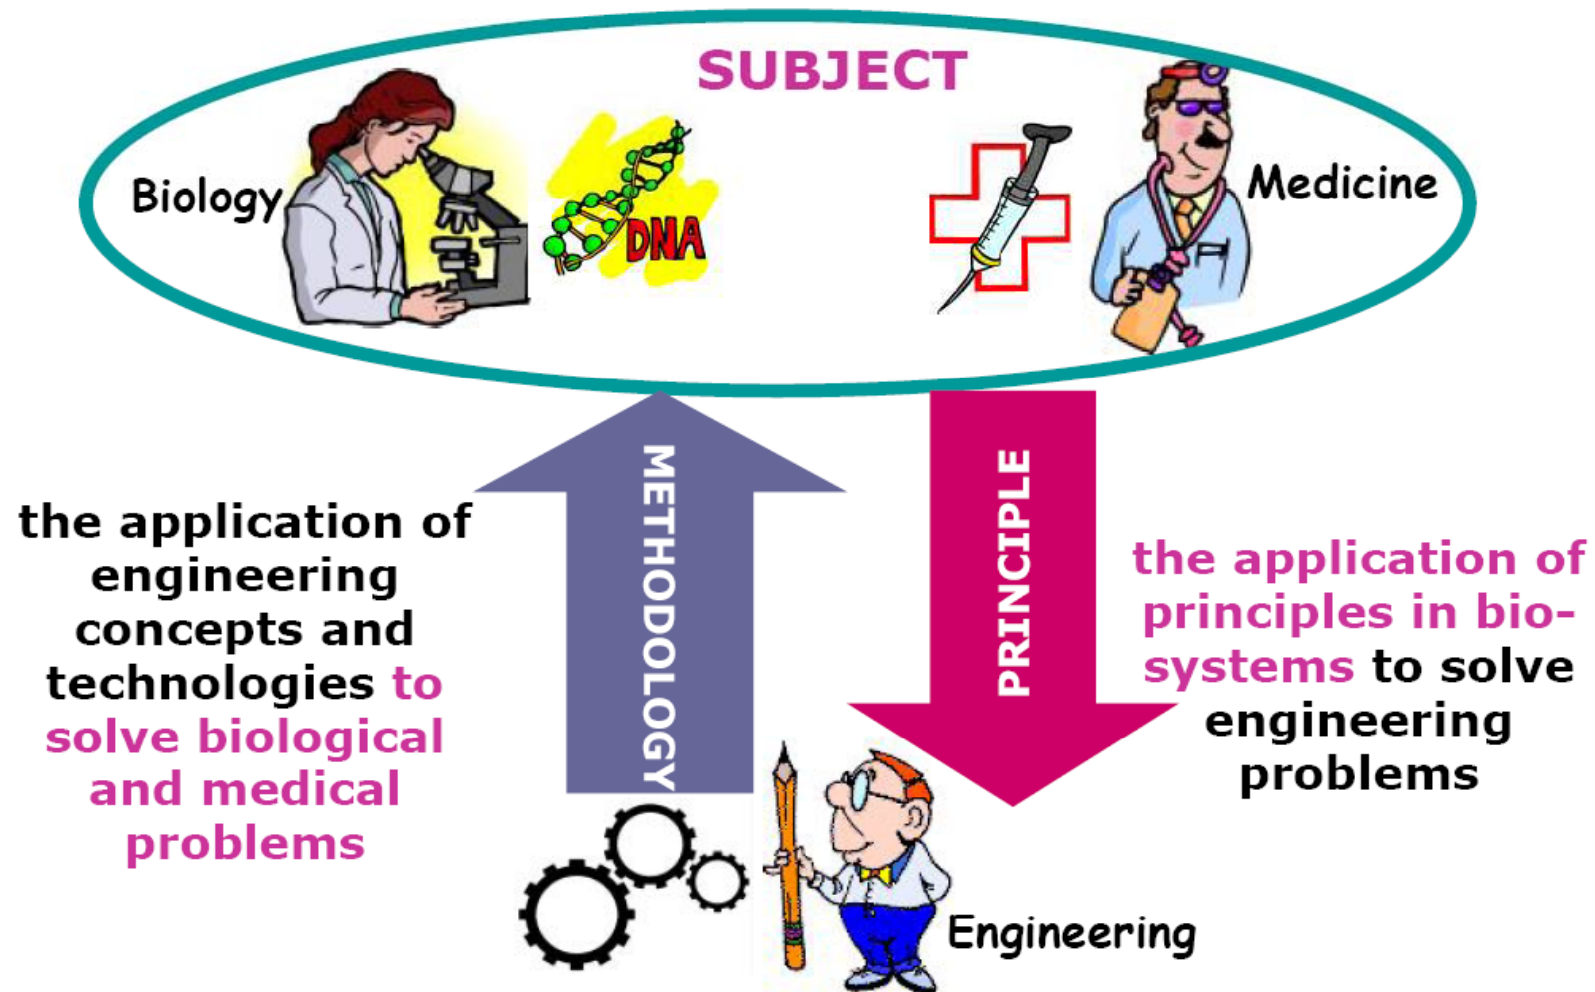 SUBJECT
Biology
DNA
Medicine
METHODOLOGY
PRINCIPLE
the application of
engineering
concepts and
technologies to
solve biological
and medical
problems
the application of
principles in bio-
systems to solve
engineering
problems
Engineering